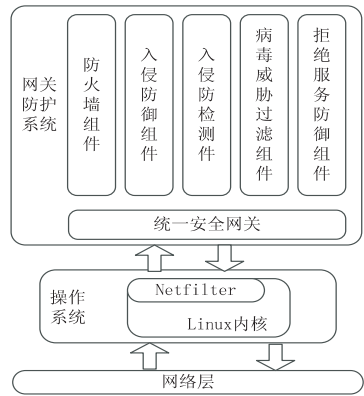 网关
防护
系统
防火墙组件
入侵防御组件
入侵防检测件
病毒威胁过滤组件
拒绝服务防御组件
统一安全网关
操作
系统
Netfilter
Linux内核
网络层